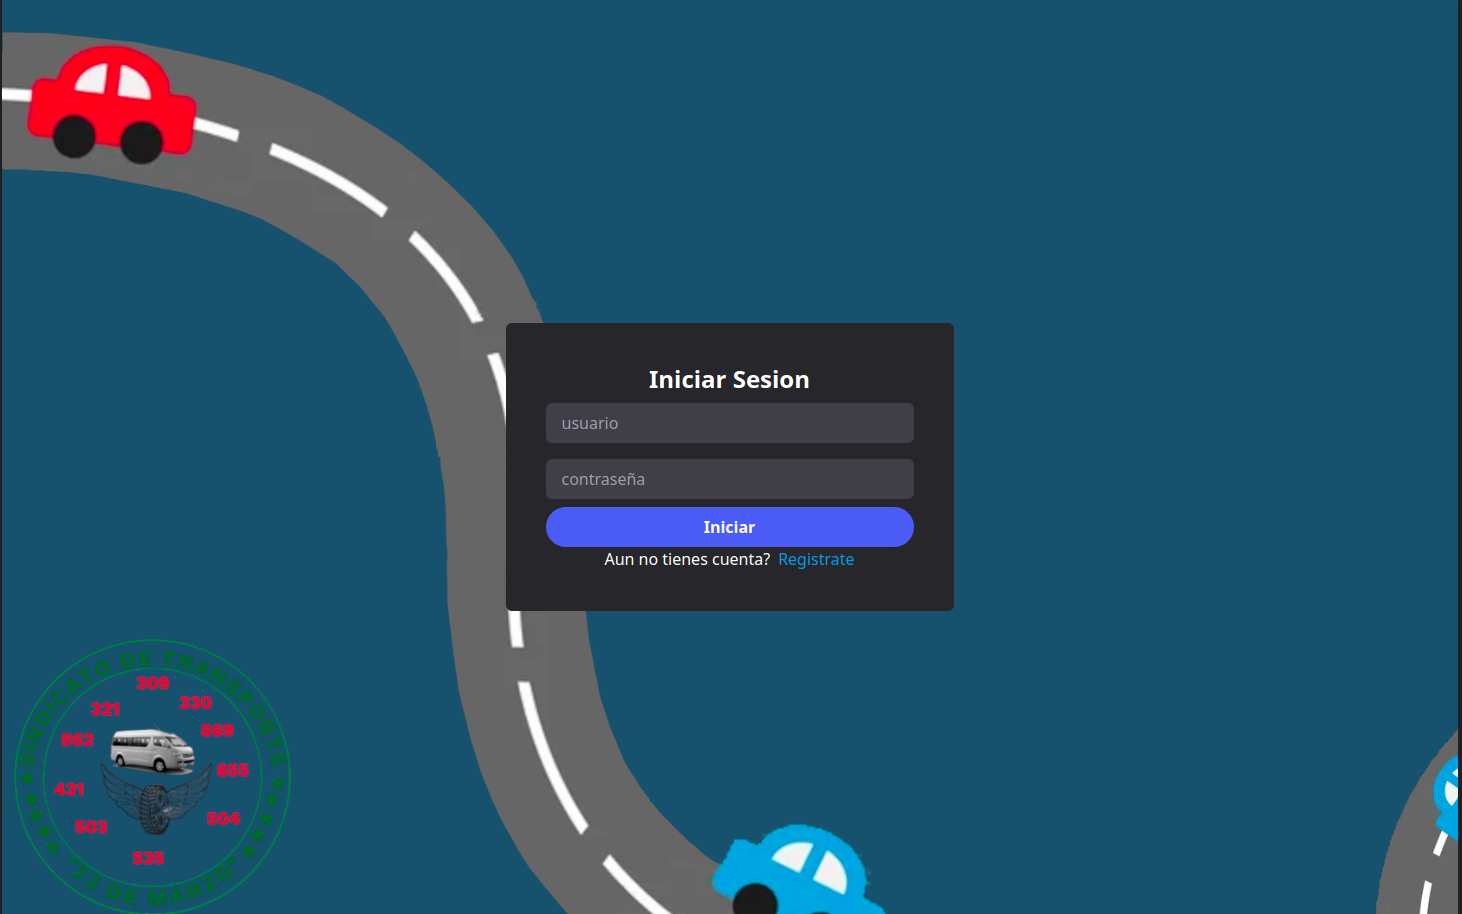 Iniciar Sesion
usuario
contraseña
Iniciar
Aun no tienes cuenta? Registrate
SINDICATO DE TRANSPORTE
309
321
330
862
869
855
431
504
503
535
"23 DE MARZO"